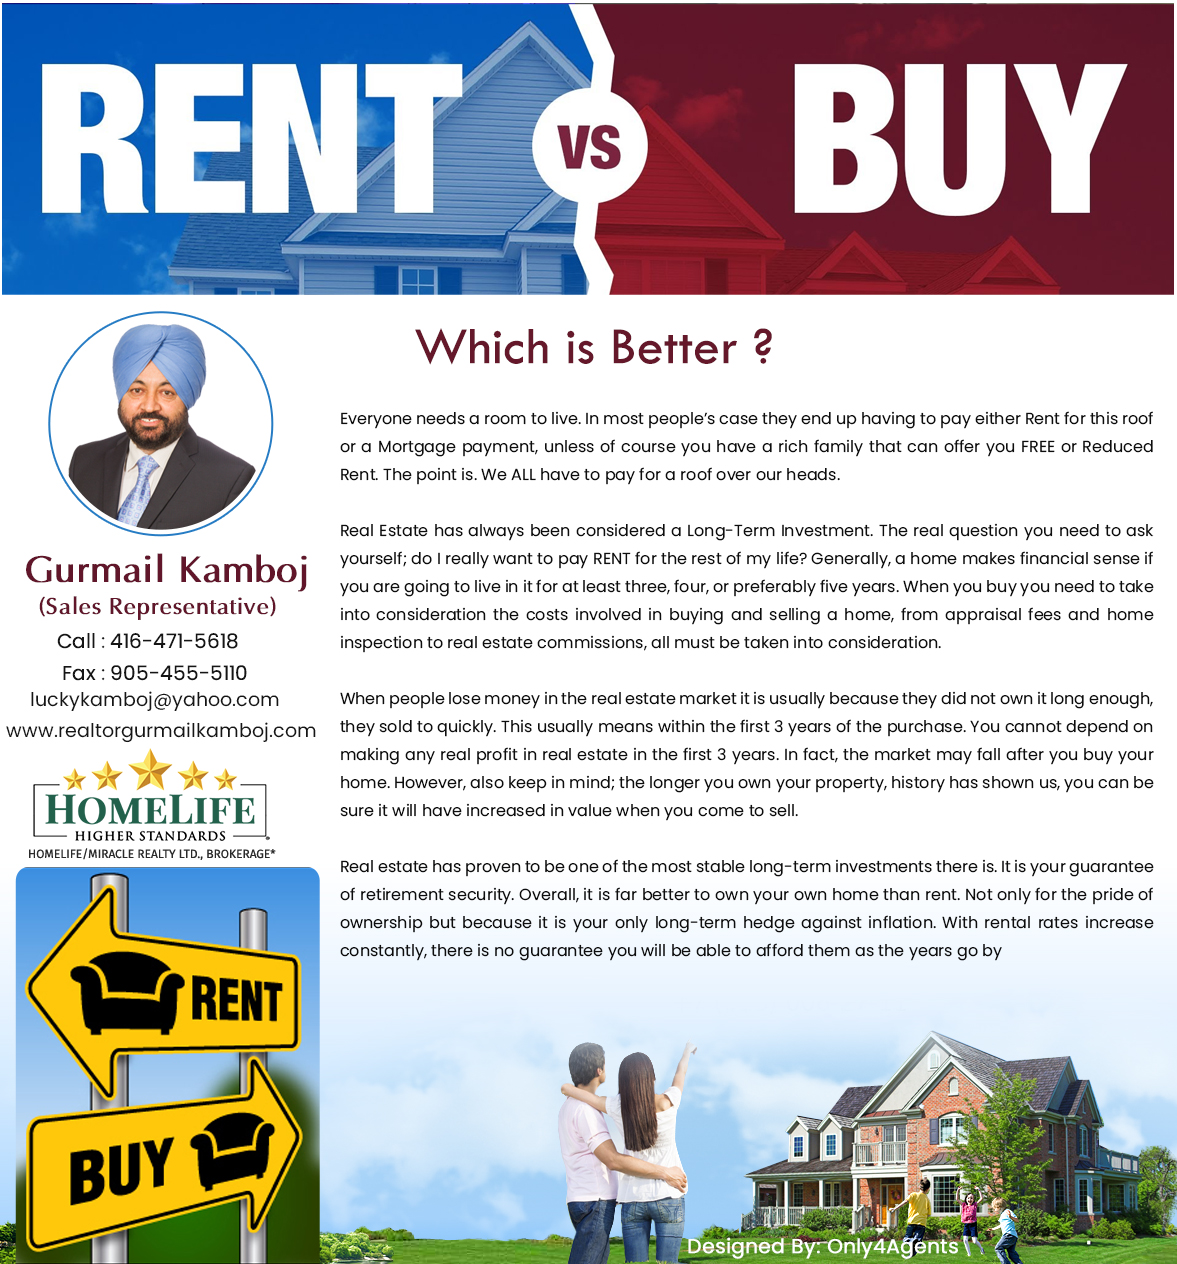 RENT VS BUY
Which is Better ?
Everyone needs a room to live. In most people's case they end up having to pay either Rent for this roof
or a Mortgage payment, unless of course you have a rich family that can offer you FREE or Reduced
Rent. The point is. We ALL have to pay for a roof over our heads.
Real Estate has always been considered a Long-Term Investment. The real question you need to ask
yourself; do I really want to pay RENT for the rest of my life? Generally, a home makes financial sense if
you are going to live in it for at least three, four, or preferably five years. When you buy you need to take
into consideration the costs involved in buying and selling a home, from appraisal fees and home
inspection to real estate commissions, all must be taken into consideration.
When people lose money in the real estate market it is usually because they did not own it long enough,
they sold to quickly. This usually means within the first 3 years of the purchase. You cannot depend on
making any real profit in real estate in the first 3 years. In fact, the market may fall after you buy your
home. However, also keep in mind; the longer you own your property, history has shown us, you can be
sure it will have increased in value when you come to sell.
Real estate has proven to be one of the most stable long-term investments there is. It is your guarantee
of retirement security. Overall, it is far better to own your own home than rent. Not only for the pride of
ownership but because it is your only long-term hedge against inflation. With rental rates increase
constantly, there is no guarantee you will be able to afford them as the years go by
Gurmail Kamboj
(Sales Representative)
Call : 416-471-5618
Fax : 905-455-5110
luckykamboj@yahoo.com
www.realtorgurmailkamboj.com
HOMELIFE
HIGHER STANDARDS
HOMELIFE/MIRACLE REALTY LTD., BROKERAGE*
RENT
BUY
Designed By: Only4Agents